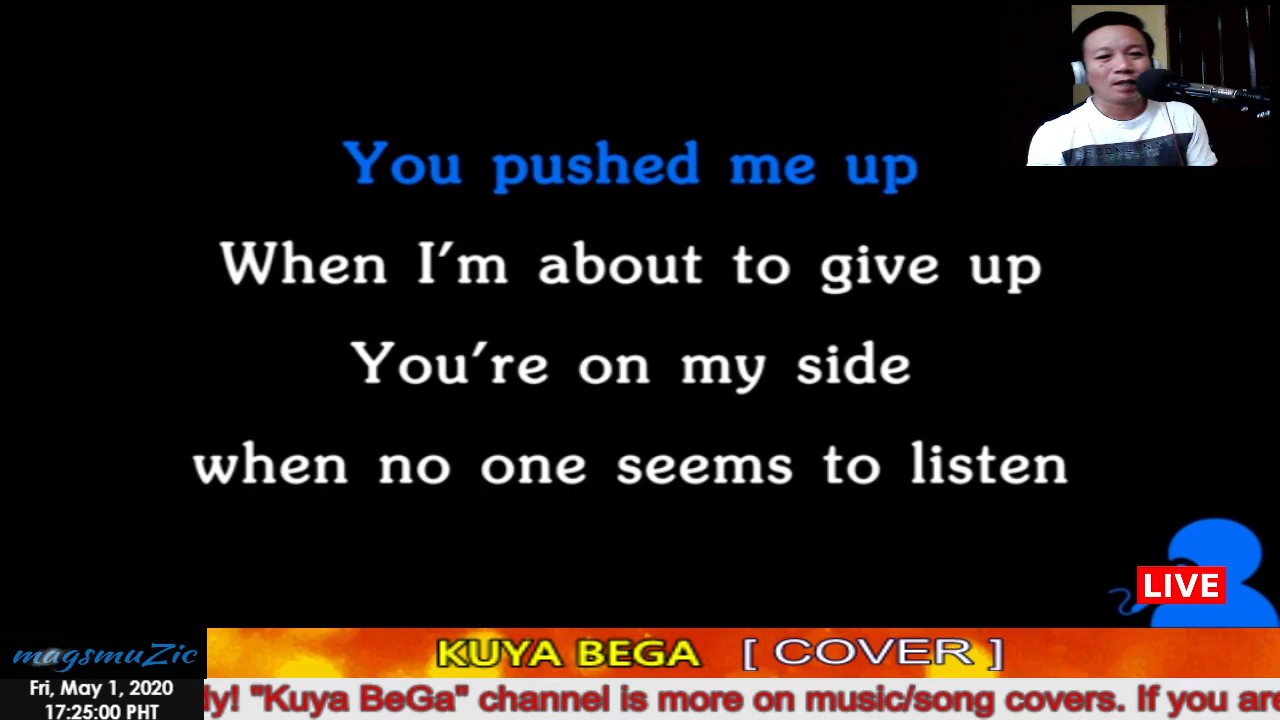 You pushed me up
When I'm about to give up
You're on my side
when no one seems to listen
LIVE
magsmuZic
KUYA BEGA [ COVER ]
Fri, May 1, 2020
17:25:00 PHT
dy! "Kuya BeGa" channel is more on music/song covers. If you are